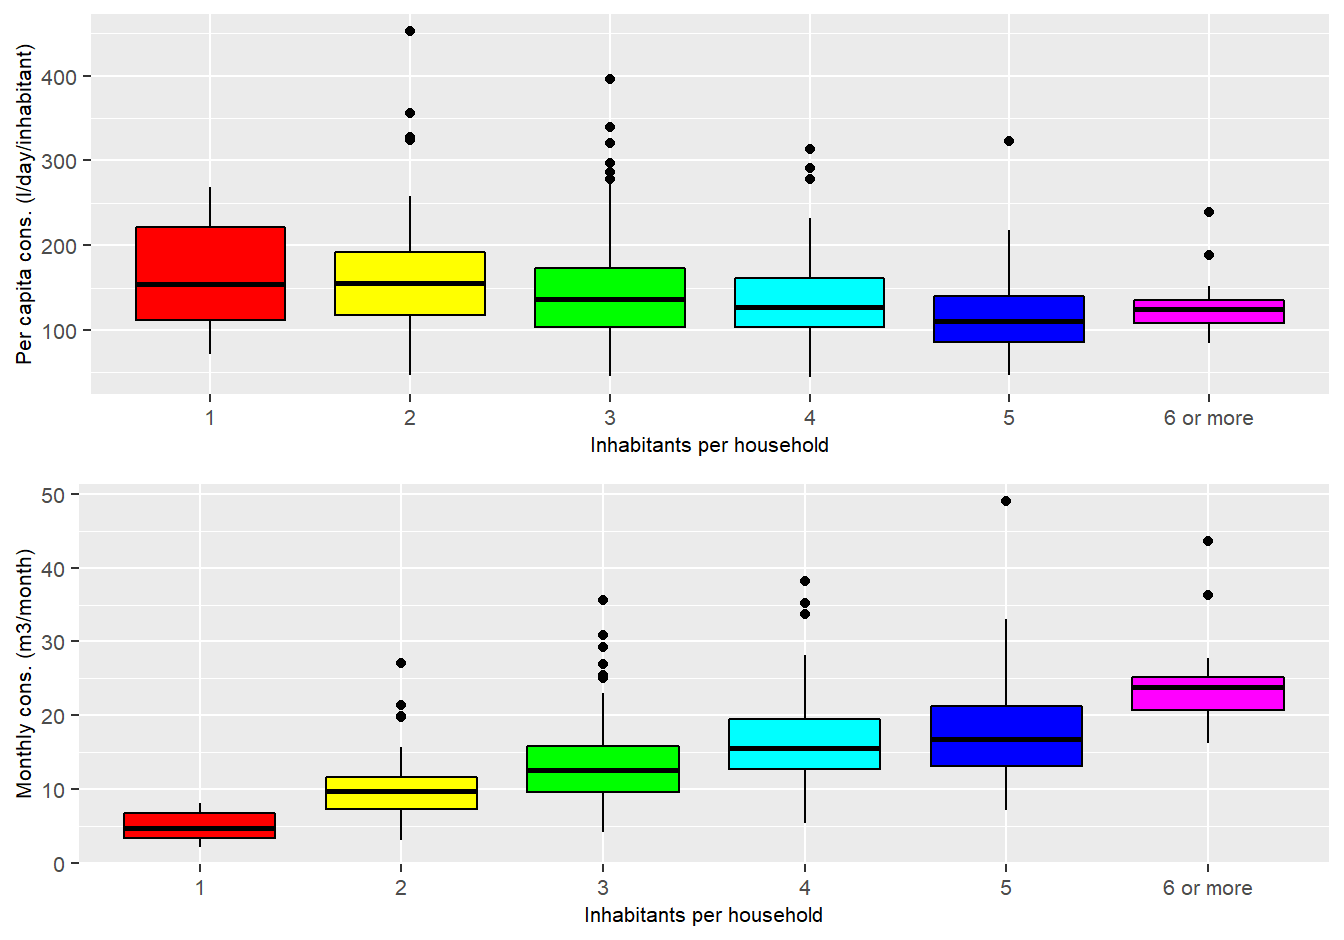 Per capita cons. (l/day/inhabitant)
400
300
200
100
1 2 3 4 5 6 or more
Inhabitants per household
Monthly cons. (m3/month)
50
40
30
20
10
0
1 2 3 4 5 6 or more
Inhabitants per household